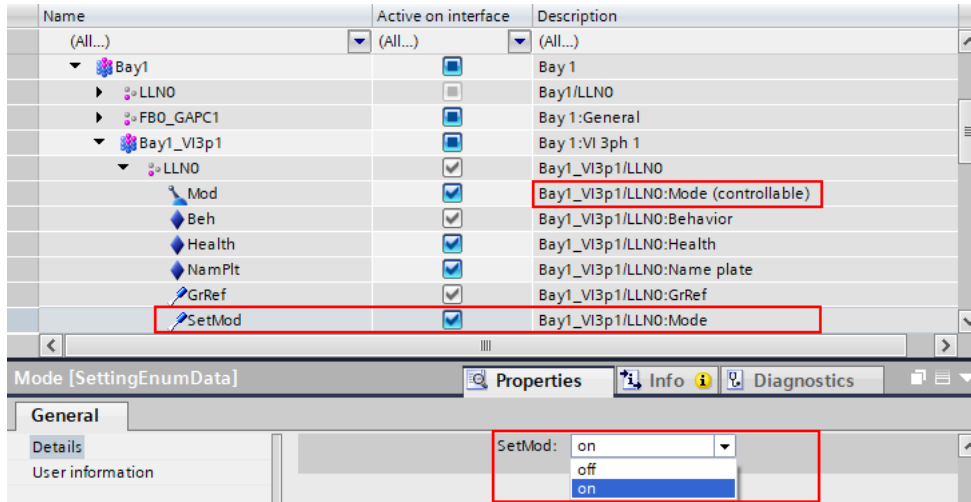 Name Active on interface Description
(All...) (All...) (All...)
Bay1 Bay 1
LLN0 Bay1/LLN0
FB0_GAPC1 Bay 1:General
Bay1_VI3p1 Bay 1:VI 3ph 1
LLN0 Bay1_VI3p1/LLN0
Mod Bay1_VI3p1/LLN0:Mode (controllable)
Beh Bay1_VI3p1/LLN0:Behavior
Health Bay1_VI3p1/LLN0:Health
NamPlt Bay1_VI3p1/LLN0:Name plate
GrRef Bay1_VI3p1/LLN0:GrRef
SetMod Bay1_VI3p1/LLN0:Mode
Mode [SettingEnumData] Properties Info Diagnostics
General
Details SetMod: on
User information off
on